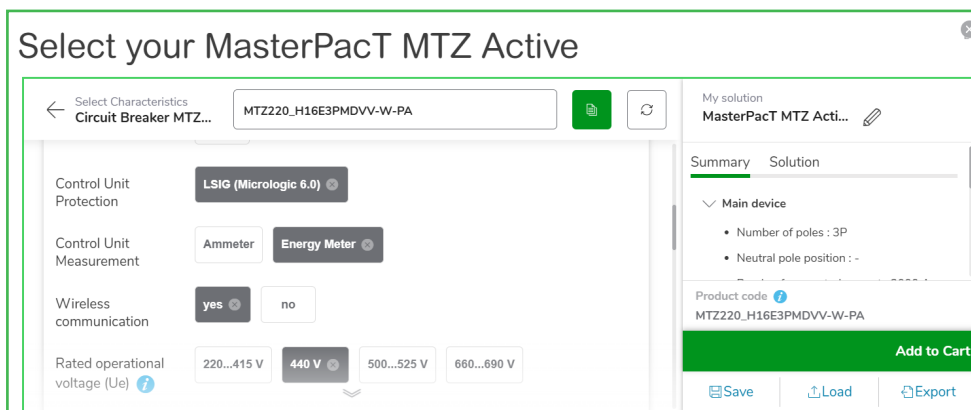 Select your MasterPacT MTZ Active
Select Characteristics
Circuit Breaker MTZ...
MTZ220_H16E3PMDVV-W-PA
Control Unit
Protection
LSIG (Micrologic 6.0)
Control Unit
Measurement
Ammeter
Energy Meter
Wireless
communication
yes
no
Rated operational
voltage (Ue)
220...415 V
440 V
500...525 V
660...690 V
My solution
MasterPacT MTZ Acti...
Summary
Solution
Main device
• Number of poles : 3P
• Neutral pole position : -
Product code
MTZ220_H16E3PMDVV-W-PA
Add to Cart
Save
Load
Export